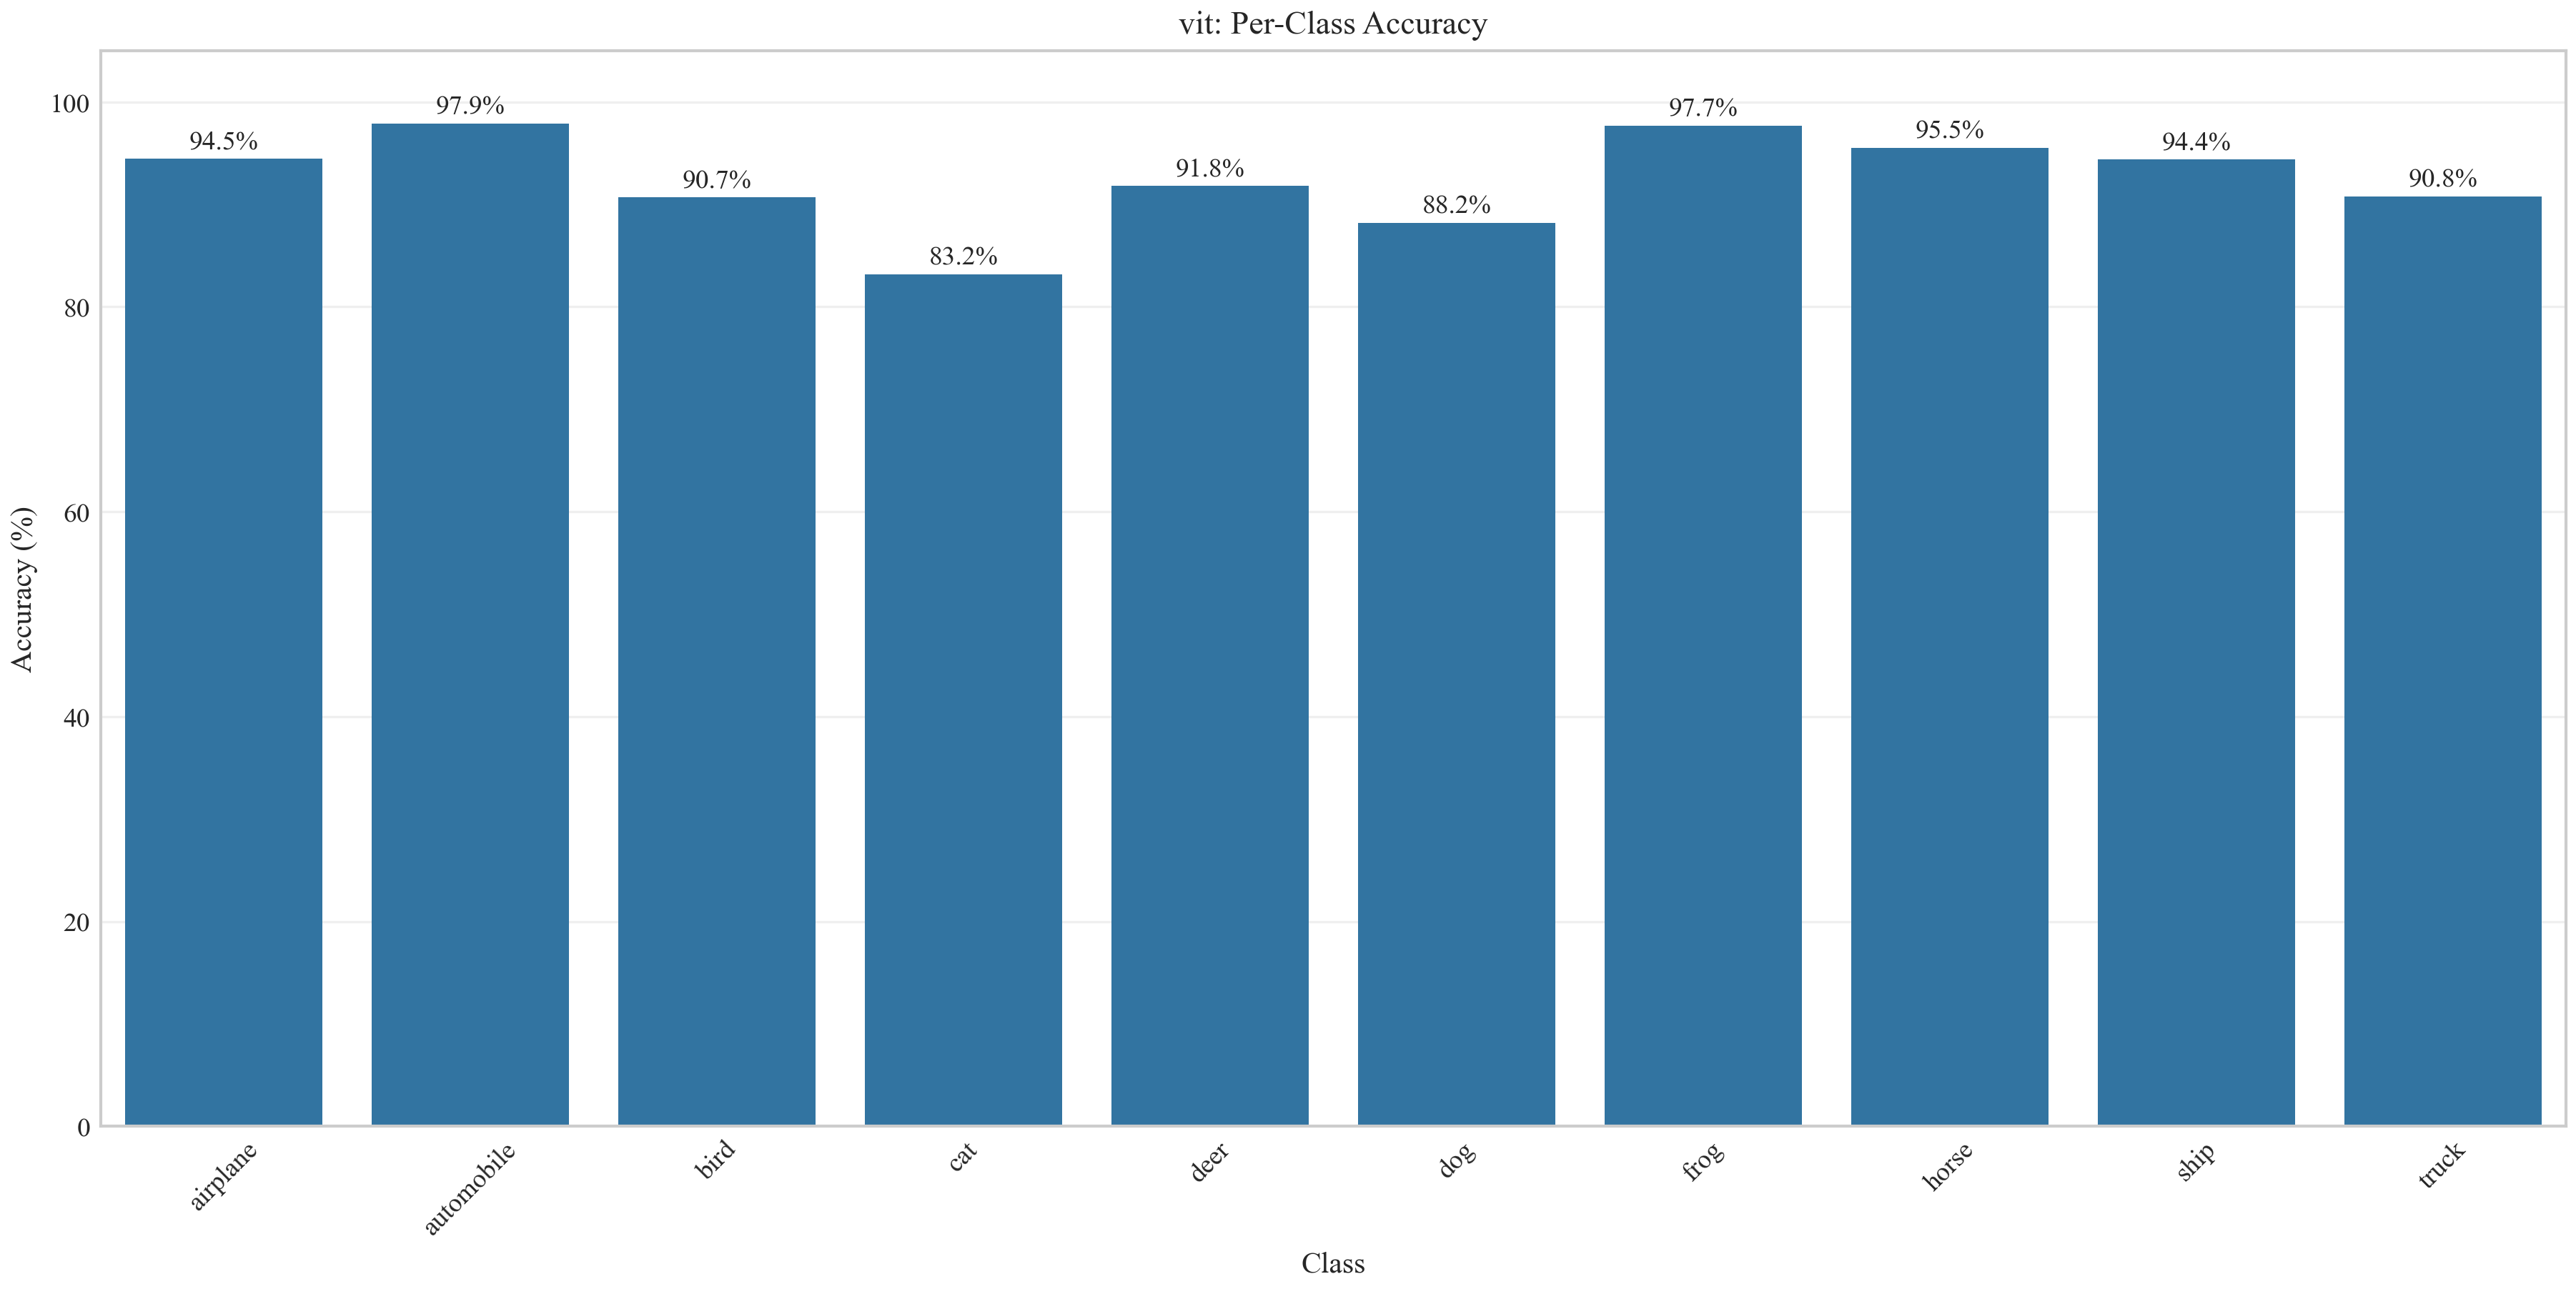 vit: Per-Class Accuracy
Accuracy (%)
100
80
60
40
20
0
94.5%
97.9%
90.7%
83.2%
91.8%
88.2%
97.7%
95.5%
94.4%
90.8%
airplane
automobile
bird
cat
deer
dog
frog
horse
ship
truck
Class